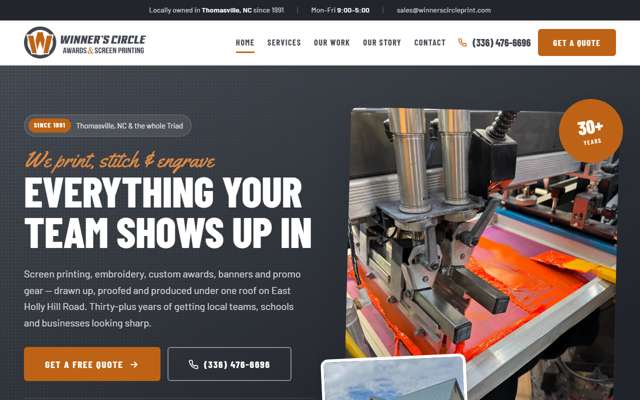 Locally owned in Thomasville, NC since 1991
Mon-Fri 9:00-5:00
sales@winnerscircleprint.com
WINNER'S CIRCLE
AWARDS & SCREEN PRINTING
HOME
SERVICES
OUR WORK
OUR STORY
CONTACT
(336) 476-6696
GET A QUOTE
SINCE 1991
Thomasville, NC & the whole Triad
We print, stitch & engrave
EVERYTHING YOUR
TEAM SHOWS UP IN
Screen printing, embroidery, custom awards, banners and promo
gear — drawn up, proofed and produced under one roof on East
Holly Hill Road. Thirty-plus years of getting local teams, schools
and businesses looking sharp.
GET A FREE QUOTE →
(336) 476-6696
30+
YEARS